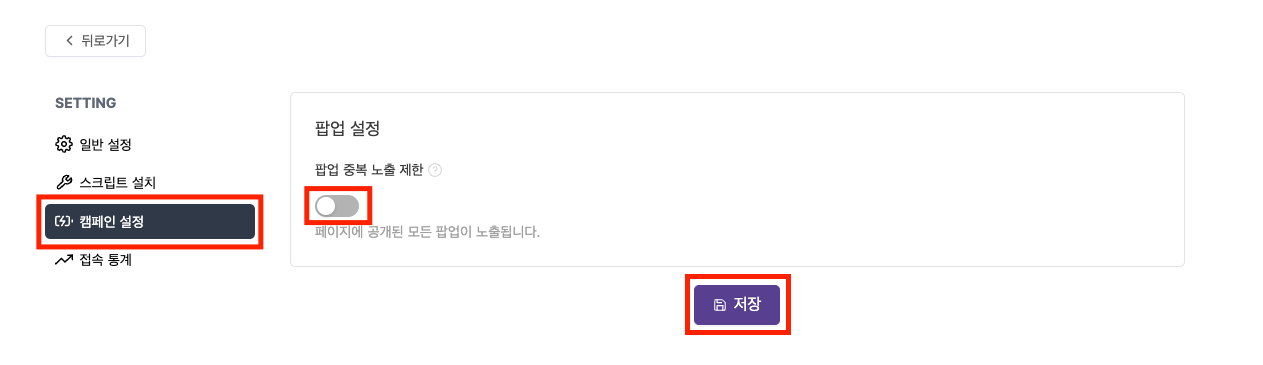 뒤로가기
SETTING
일반 설정
스크립트 설치
캠페인 설정
접속 통계
팝업 설정
팝업 중복 노출 제한 ?
페이지에 공개된 모든 팝업이 노출됩니다.
저장